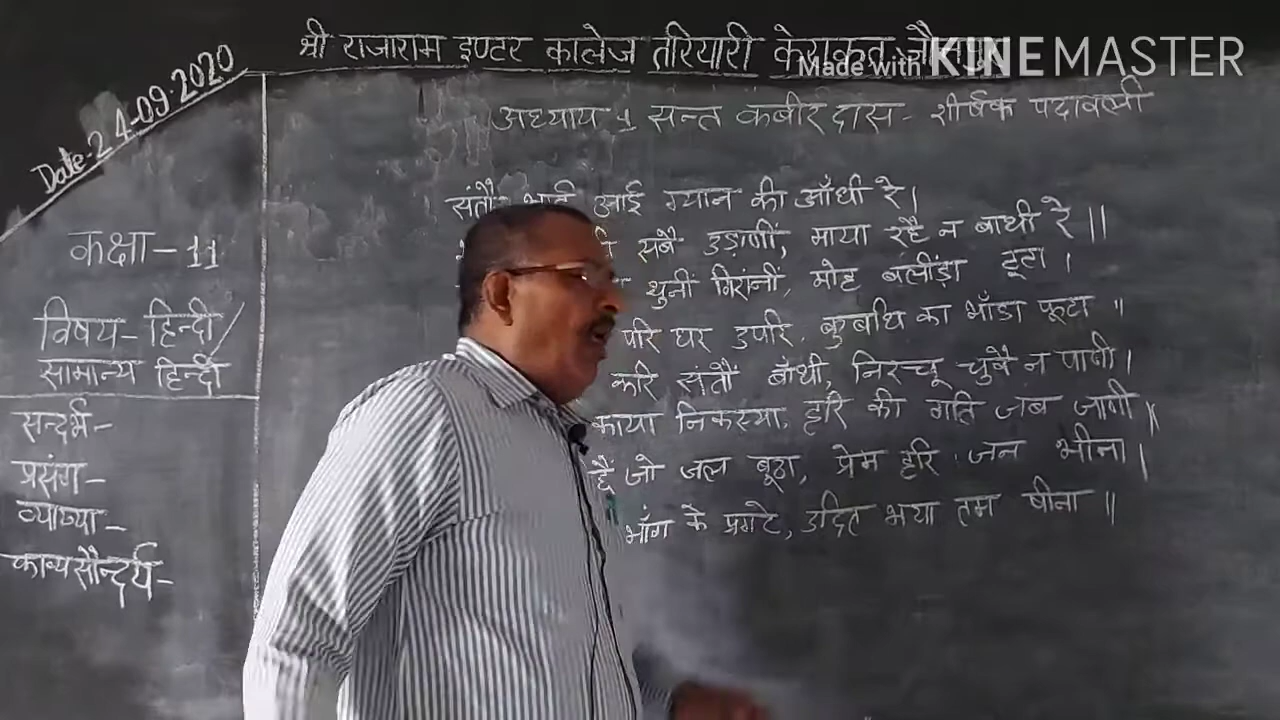 श्री राजाराम इण्टर कालेज तरियारी केराकत जौनपुर
Made with KINEMASTER
Date-24-09-2020
अध्याय 1 सन्त कबीर दास - शीर्षक पदावली
कक्षा - 11
विषय - हिन्दी /
सामान्य हिन्दी
सन्दर्भ -
प्रसंग -
व्याख्या -
काव्य सौन्दर्य -
संतौ आई ग्यान की आँधी रे।
सबै उड़ाणीं, माया रहै न बाधी रे ॥
थुनीं गिरांनीं, मोह बलींड़ा टूटा ।
परि घर उपरि, कुबधि का भाँडा फूटा ॥
करि संतौ बाँधी, निरचू चुवै न पाणी।
काया निकस्या, हरि की गति जब जाणी ॥
छैं जो जल बूठा, प्रेम हरि जन भीना ।
भाँन के प्रगटे, उदित भया तम षीना ॥